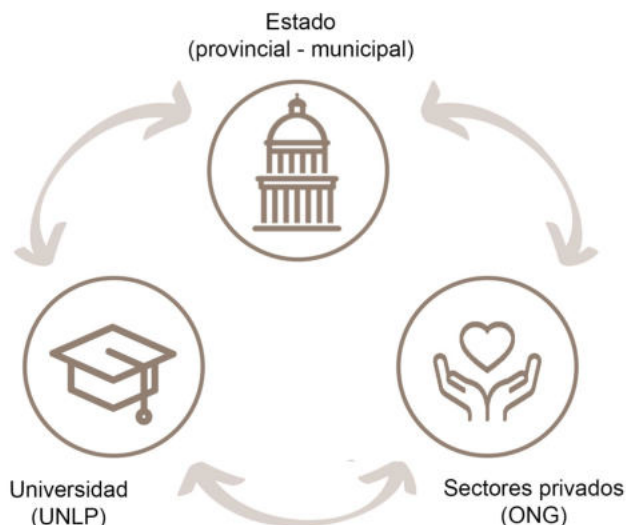 Estado
(provincial - municipal)
Universidad
(UNLP)
Sectores privados
(ONG)